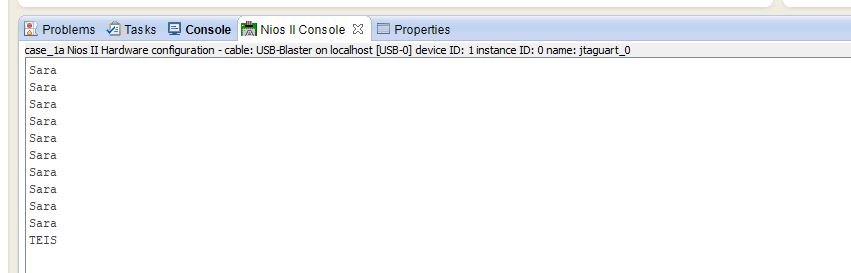 Problems Tasks Console Nios II Console Properties
case_1a Nios II Hardware configuration - cable: USB-Blaster on localhost [USB-0] device ID: 1 instance ID: 0 name: jtaguart_0
Sara
Sara
Sara
Sara
Sara
Sara
Sara
Sara
Sara
Sara
TEIS